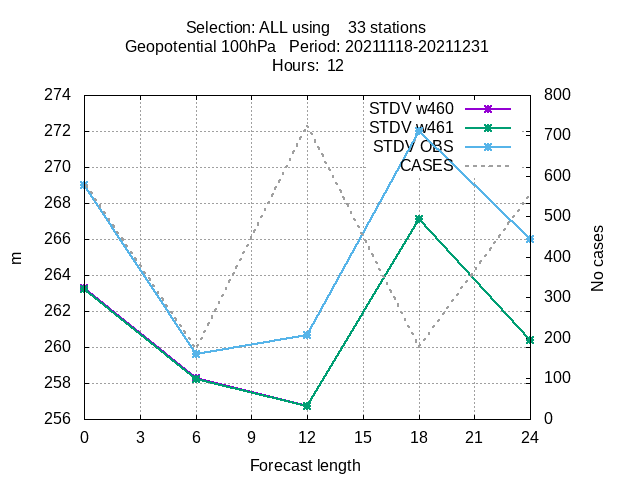 Selection: ALL using    33 stations
Geopotential 100hPa   Period: 20211118-20211231
Hours:  12
274
272
270
268
266
264
262
260
258
256
800
700
600
500
400
300
200
100
0
STDV w460
STDV w461
STDV OBS
CASES
m
No cases
0 3 6 9 12 15 18 21 24
Forecast length